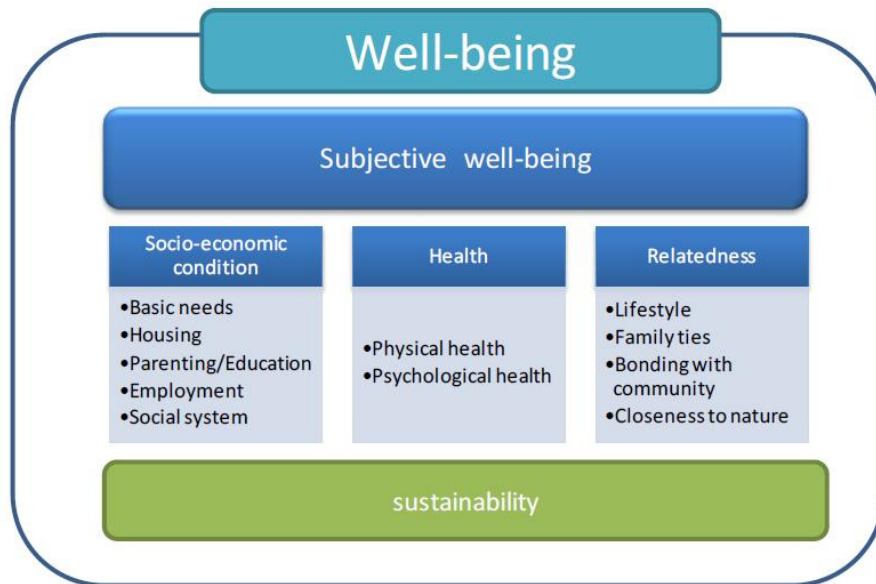 Well-being
Subjective well-being
Socio-economic
condition
•Basic needs
•Housing
•Parenting/Education
•Employment
•Social system
Health
•Physical health
•Psychological health
Relatedness
•Lifestyle
•Family ties
•Bonding with
community
•Closeness to nature
sustainability